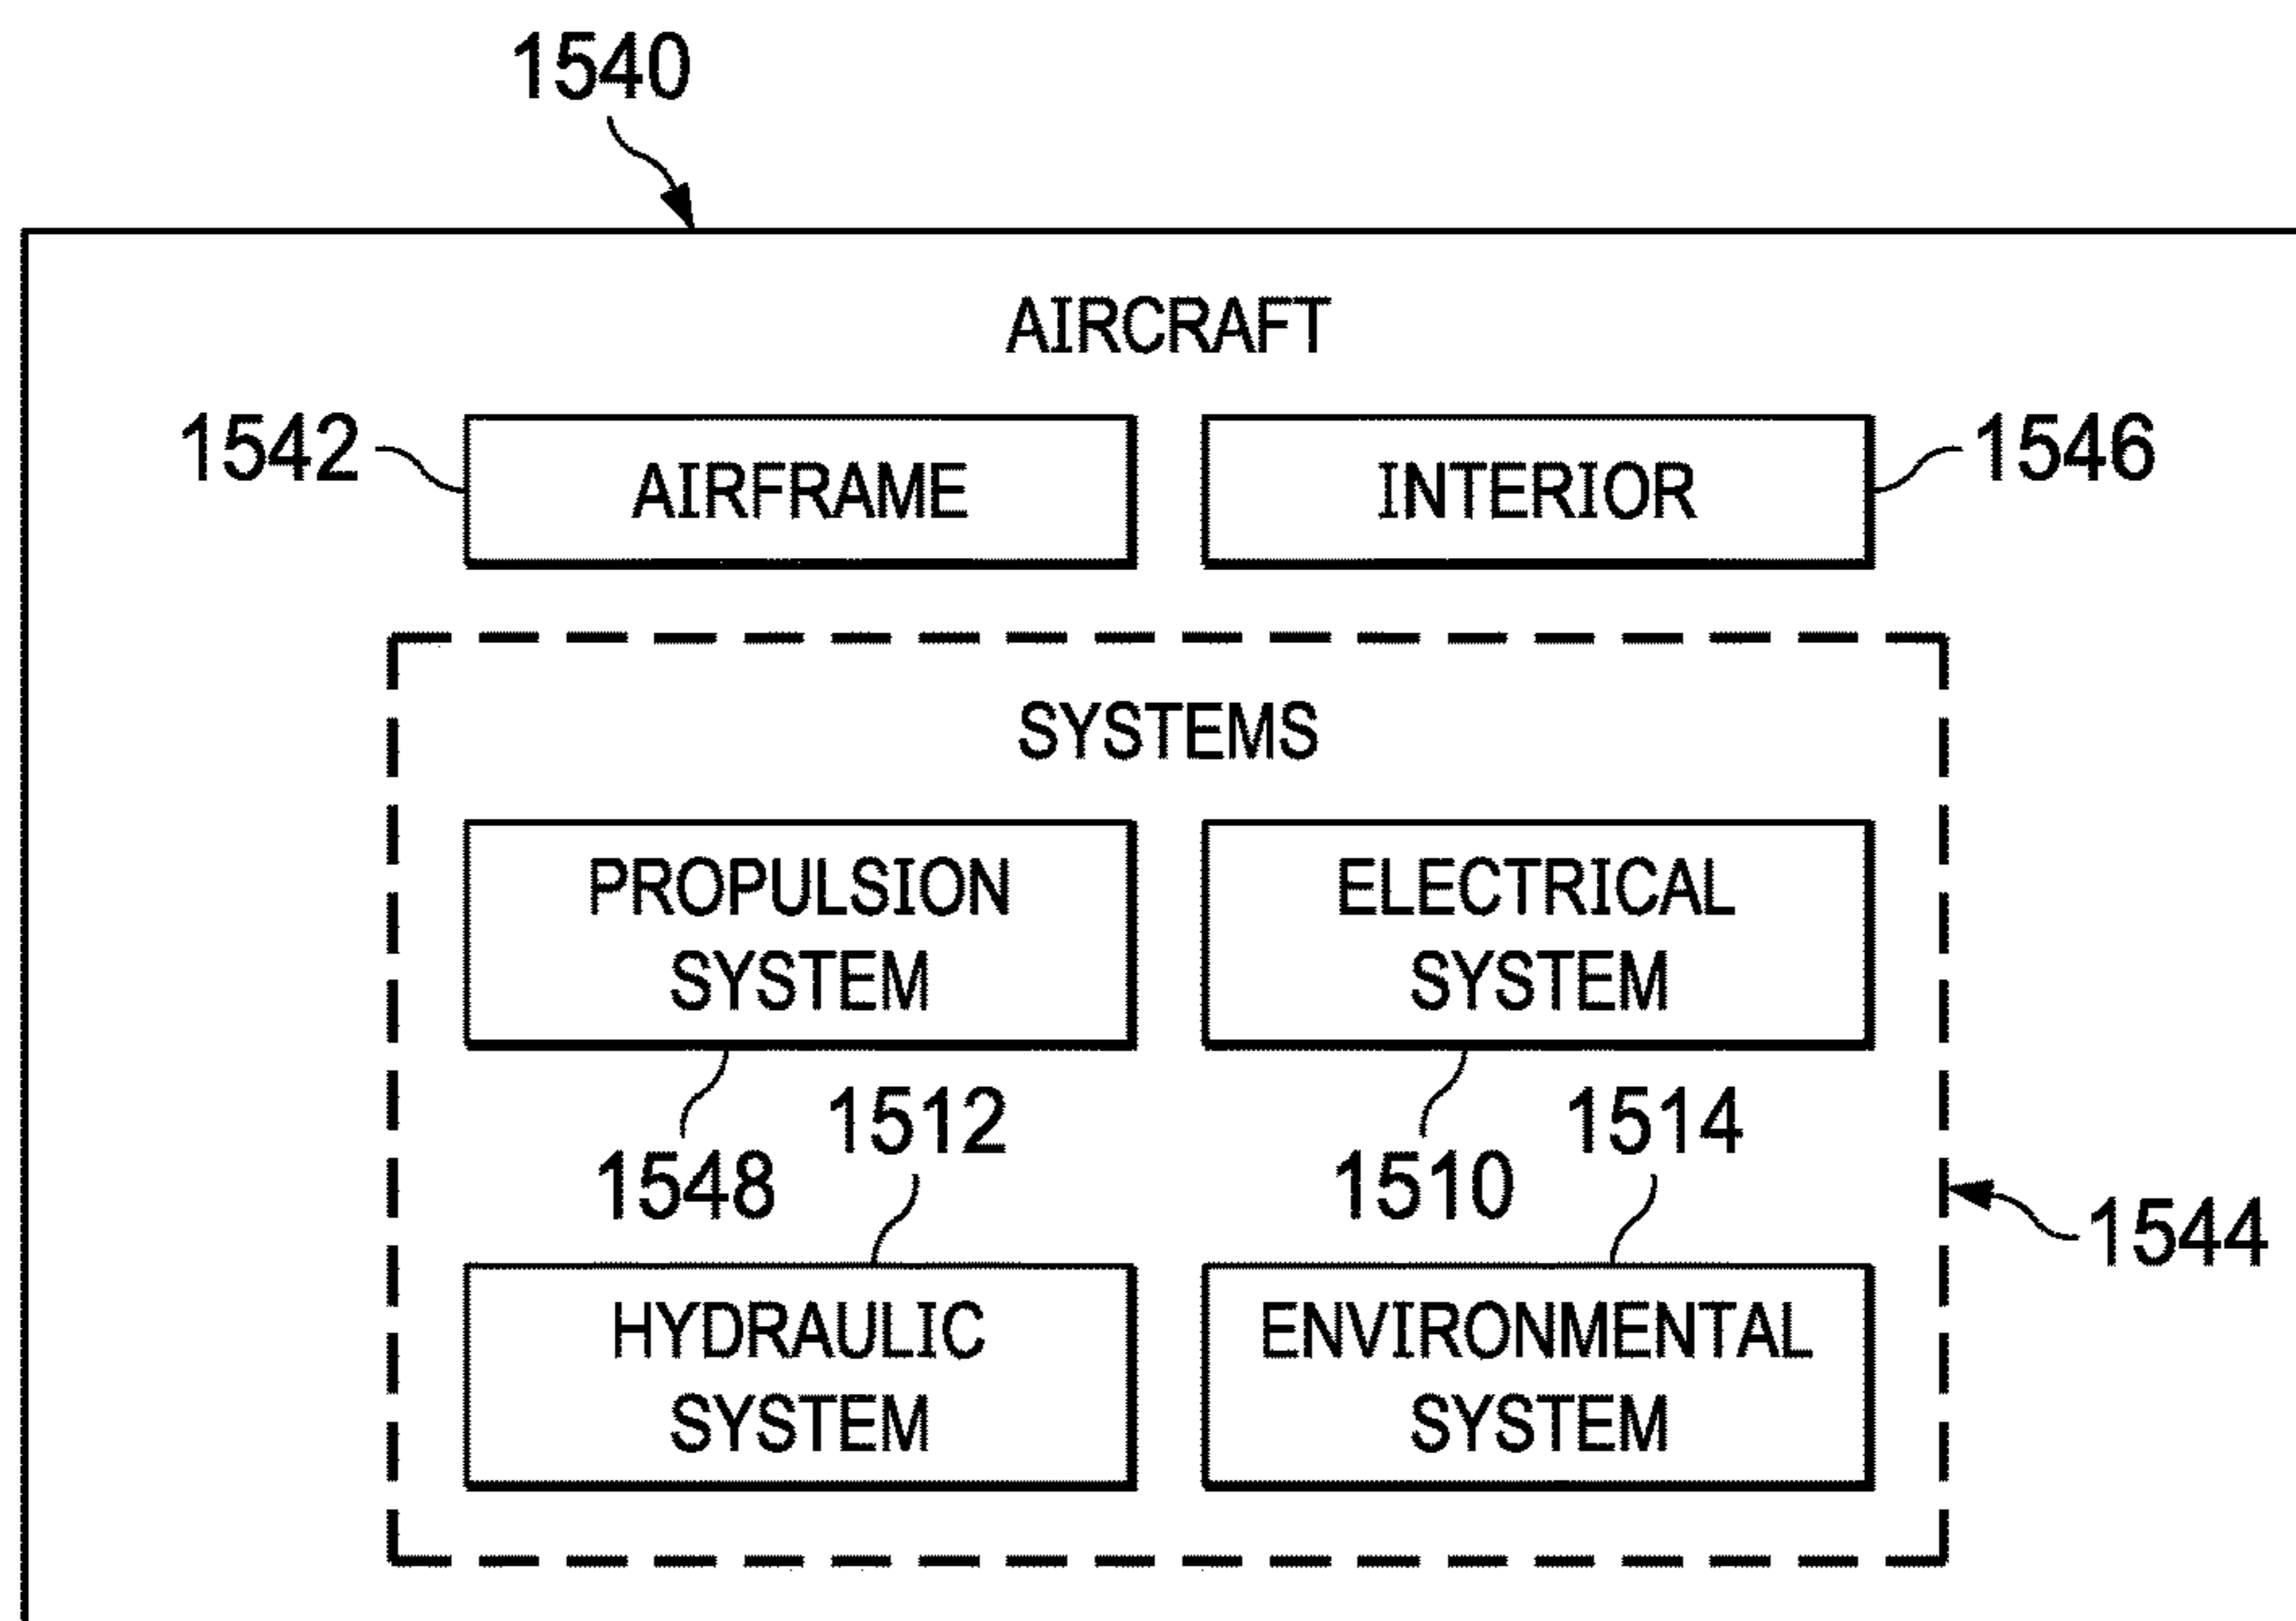 1540
AIRCRAFT
1542
AIRFRAME
INTERIOR
1546
SYSTEMS
PROPULSION
SYSTEM
ELECTRICAL
SYSTEM
1548
1512
1510
1514
1544
HYDRAULIC
SYSTEM
ENVIRONMENTAL
SYSTEM